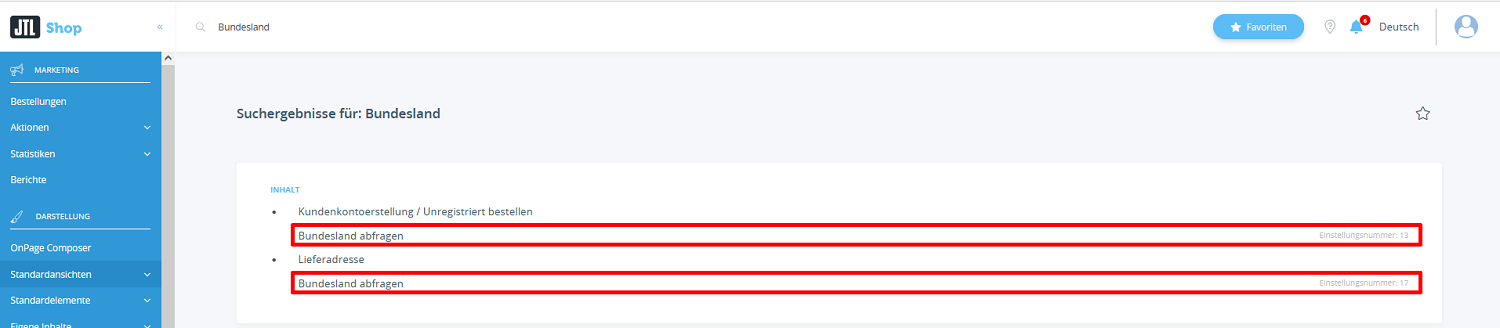 JTL Shop «
Bundesland
Favoriten
6
Deutsch
MARKETING
Bestellungen
Aktionen
Statistiken
Berichte
DARSTELLUNG
OnPage Composer
Standardansichten
Standardelemente
Eigene Inhalte
Suchergebnisse für: Bundesland
INHALT
• Kundenkontoerstellung / Unregistriert bestellen
Bundesland abfragen Einstellungsnummer: 13
• Lieferadresse
Bundesland abfragen Einstellungsnummer: 17